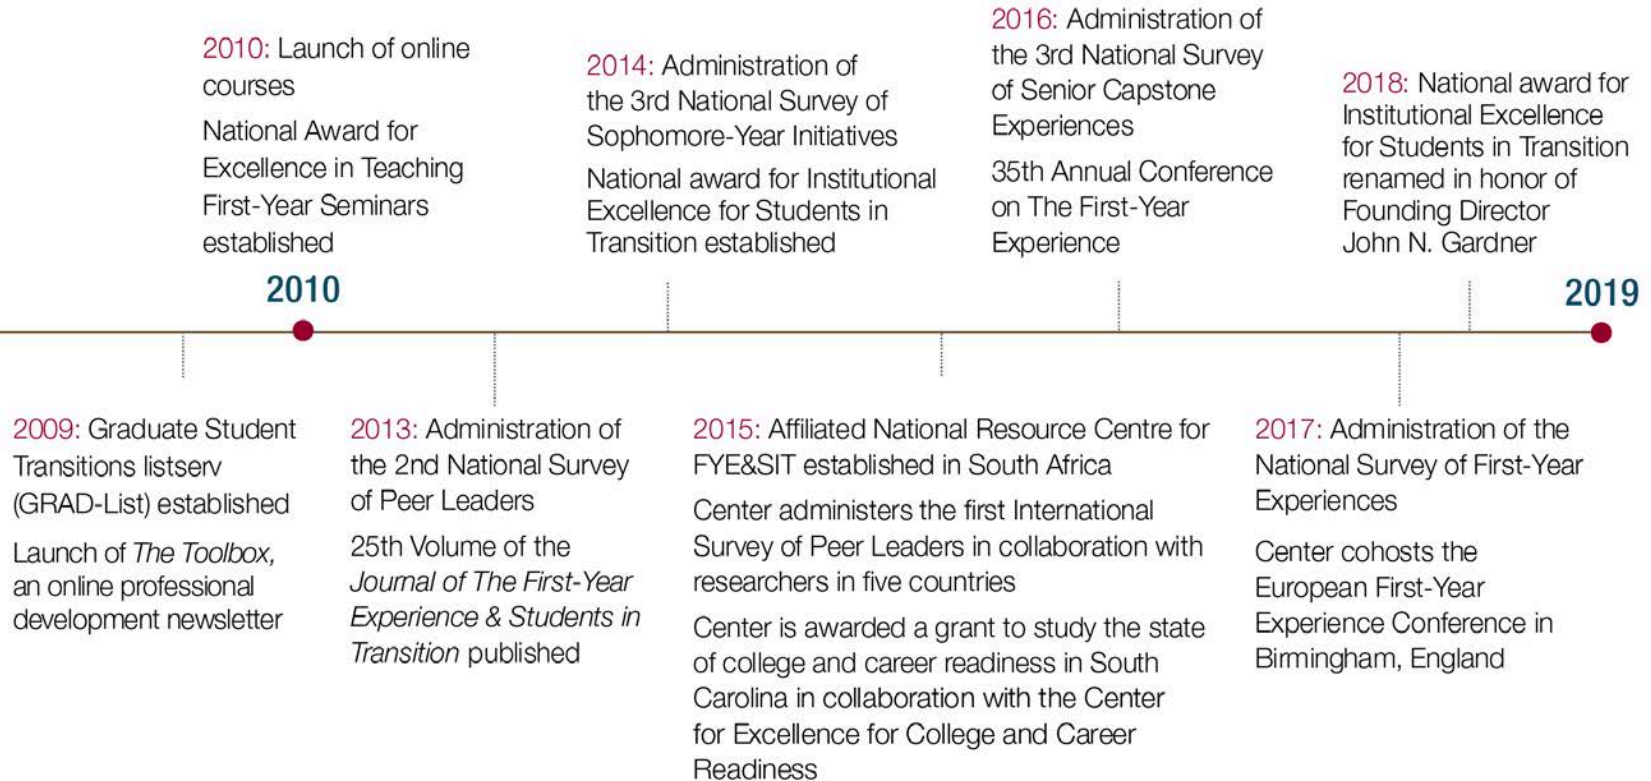 2010: Launch of online
courses
National Award for
Excellence in Teaching
First-Year Seminars
established
2014: Administration of
the 3rd National Survey of
Sophomore-Year Initiatives
National award for Institutional
Excellence for Students in
Transition established
2016: Administration of
the 3rd National Survey
of Senior Capstone
Experiences
35th Annual Conference
on The First-Year
Experience
2018: National award for
Institutional Excellence
for Students in Transition
renamed in honor of
Founding Director
John N. Gardner
2010
2019
2009: Graduate Student
Transitions listserv
(GRAD-List) established
Launch of The Toolbox,
an online professional
development newsletter
2013: Administration of
the 2nd National Survey
of Peer Leaders
25th Volume of the
Journal of The First-Year
Experience & Students in
Transition published
2015: Affiliated National Resource Centre for
FYE&SIT established in South Africa
Center administers the first International
Survey of Peer Leaders in collaboration with
researchers in five countries
Center is awarded a grant to study the state
of college and career readiness in South
Carolina in collaboration with the Center
for Excellence for College and Career
Readiness
2017: Administration of the
National Survey of First-Year
Experiences
Center cohosts the
European First-Year
Experience Conference in
Birmingham, England